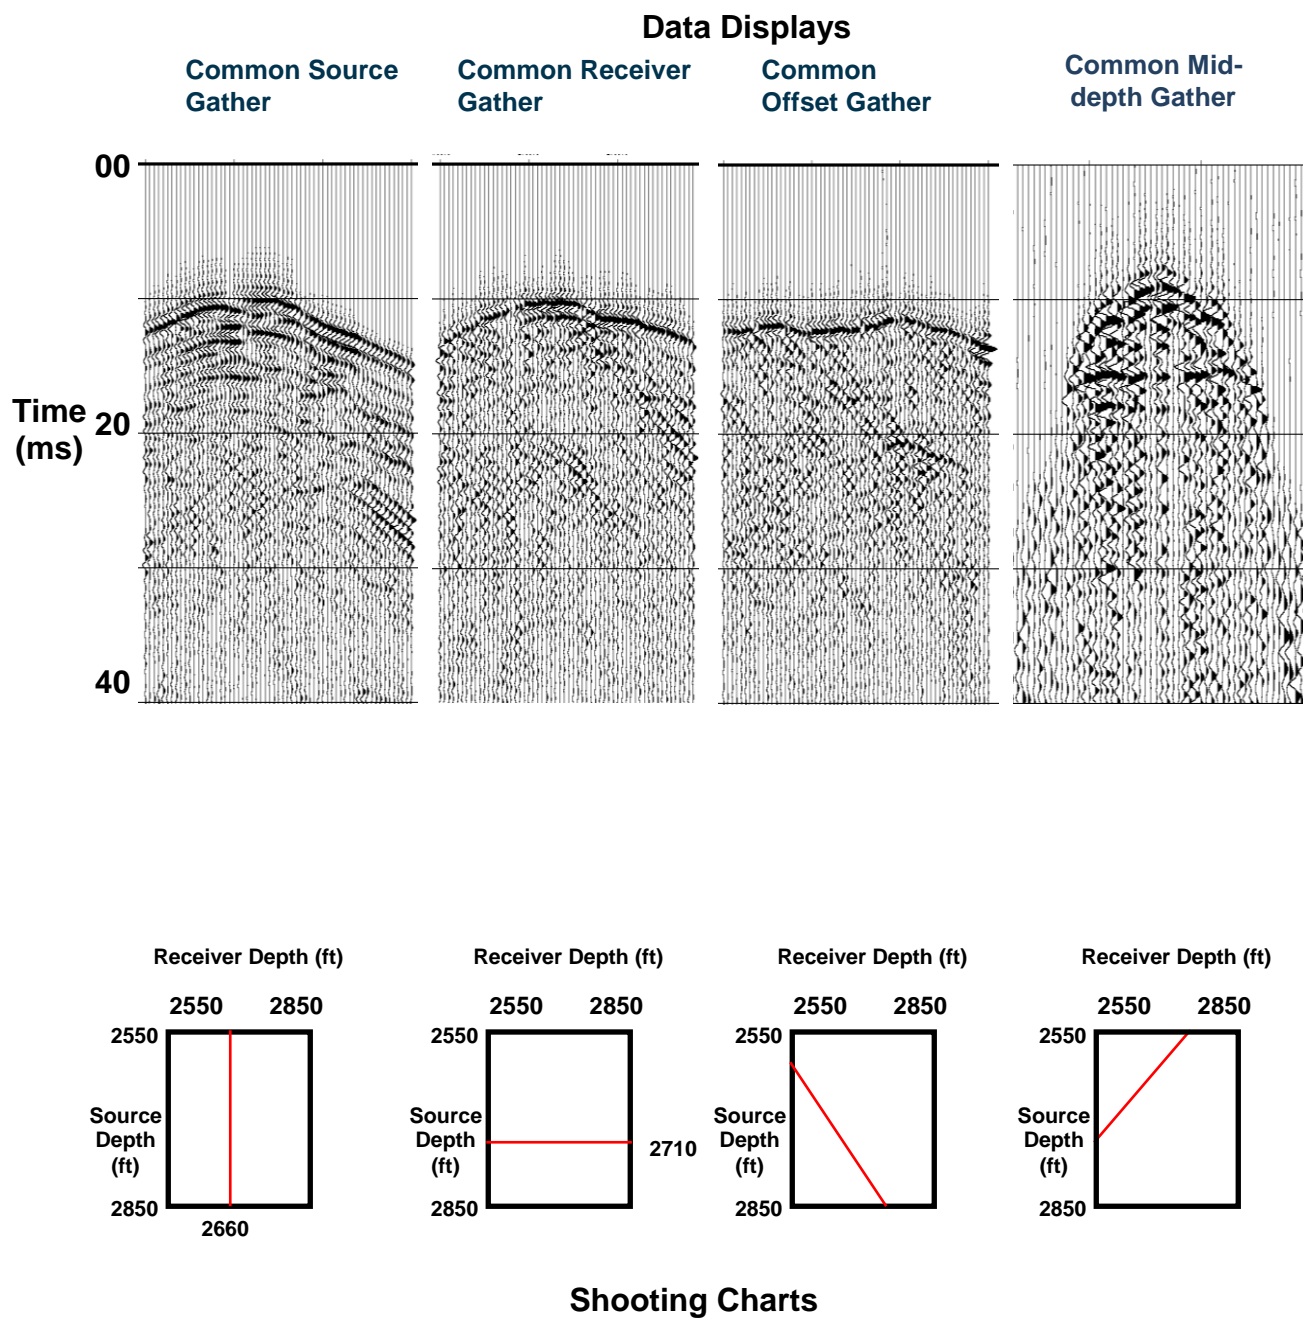 Data Displays
Common Source
Gather
Common Receiver
Gather
Common
Offset Gather
Common Mid-
depth Gather
00
Time
(ms)
20
40
Receiver Depth (ft)
2550 2850
2550
Source
Depth
(ft)
2850
2660
Receiver Depth (ft)
2550 2850
2550
Source
Depth
(ft)
2710
2850
Receiver Depth (ft)
2550 2850
2550
Source
Depth
(ft)
2850
Receiver Depth (ft)
2550 2850
2550
Source
Depth
(ft)
2850
Shooting Charts